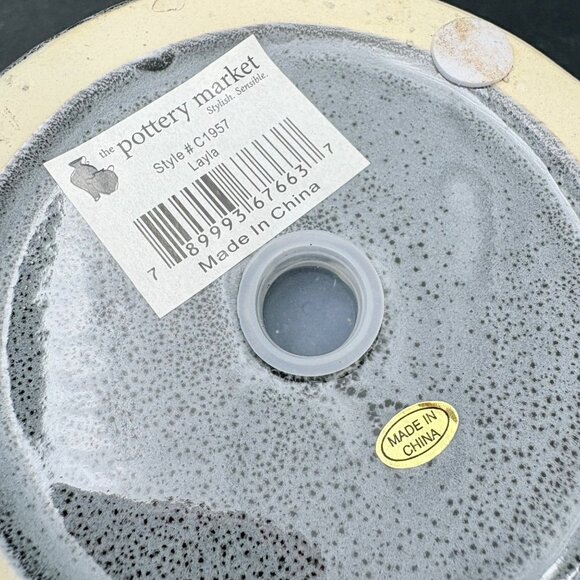 the pottery market
Stylish. Sensible.
Style # C1957
Layla
7 89993 67663 7
Made in China
MADE IN
CHINA